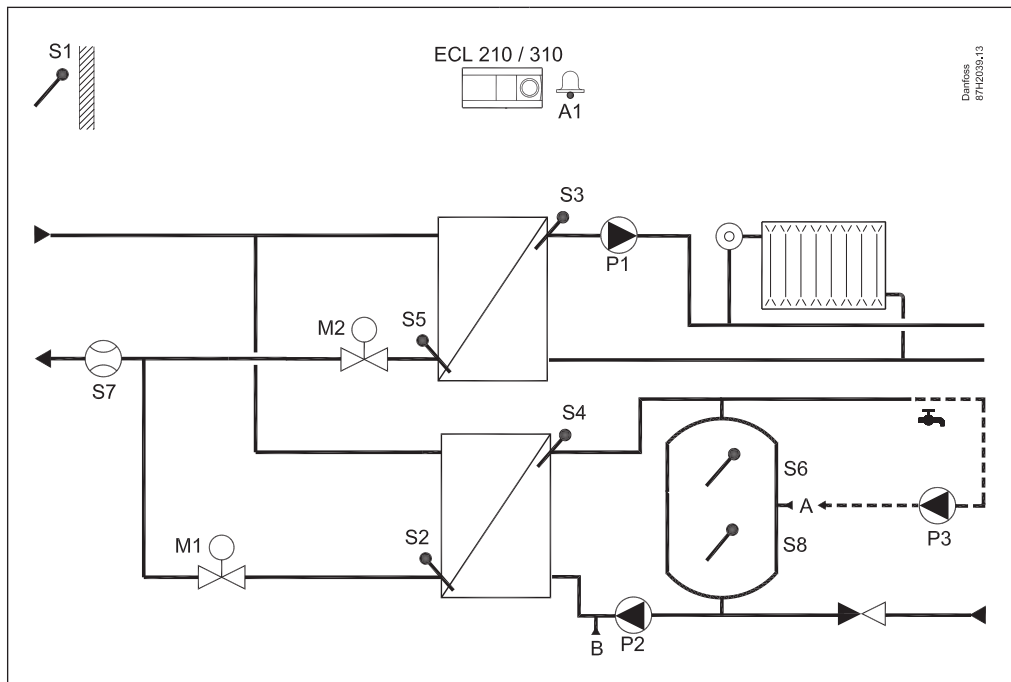 S1
ECL 210 / 310
A1
Danfoss
87H2039.13
S3
P1
M2
S5
S7
S4
S6
A
S8
P3
M1
S2
B
P2